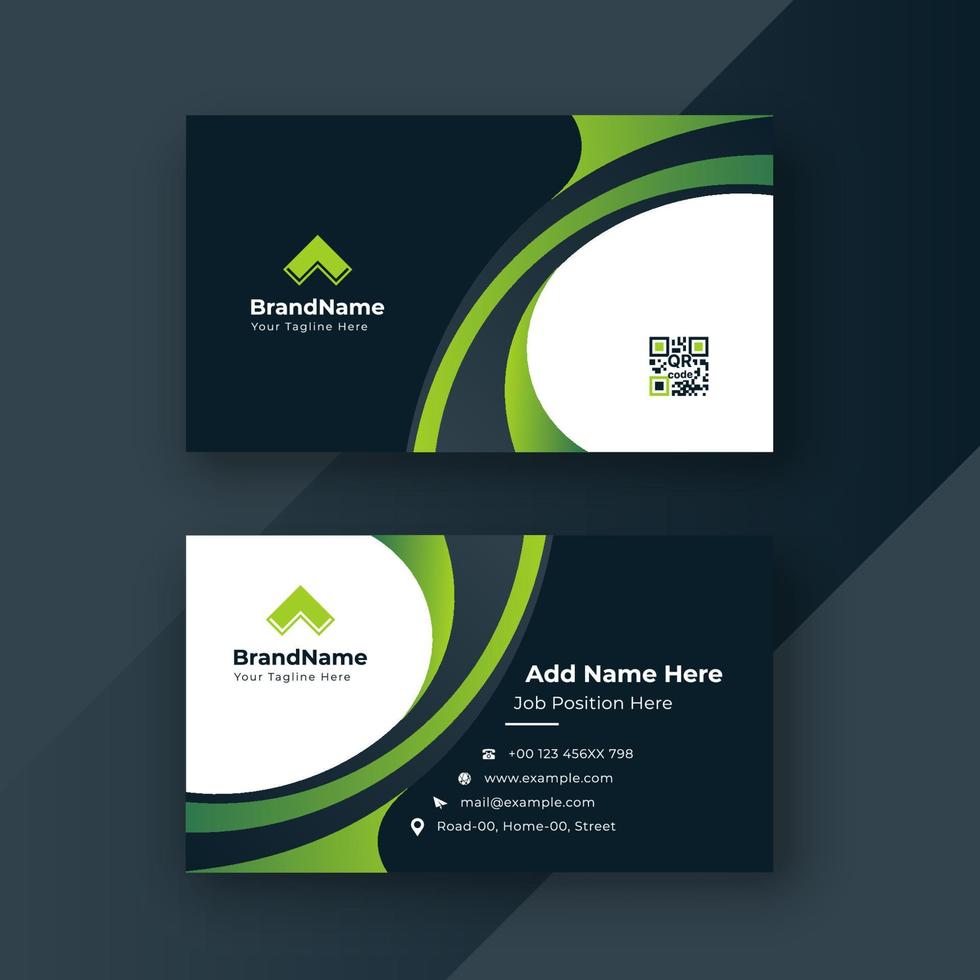 BrandName
Your Tagline Here
QR
code
BrandName
Your Tagline Here
Add Name Here
Job Position Here
+00 123 456XX 798
www.example.com
mail@example.com
Road-00, Home-00, Street